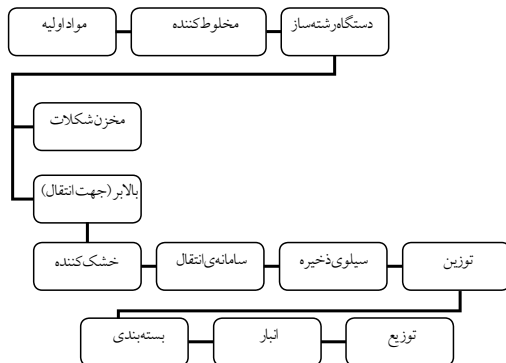 دستگاه رشته‌ساز
مخلوط کننده
مواد اولیه
مخزن شکلات
بالابر (جهت انتقال)
خشک کننده
سامانه‌ی انتقال
سیلوی ذخیره
توزین
بسته‌بندی
انبار
توزیع